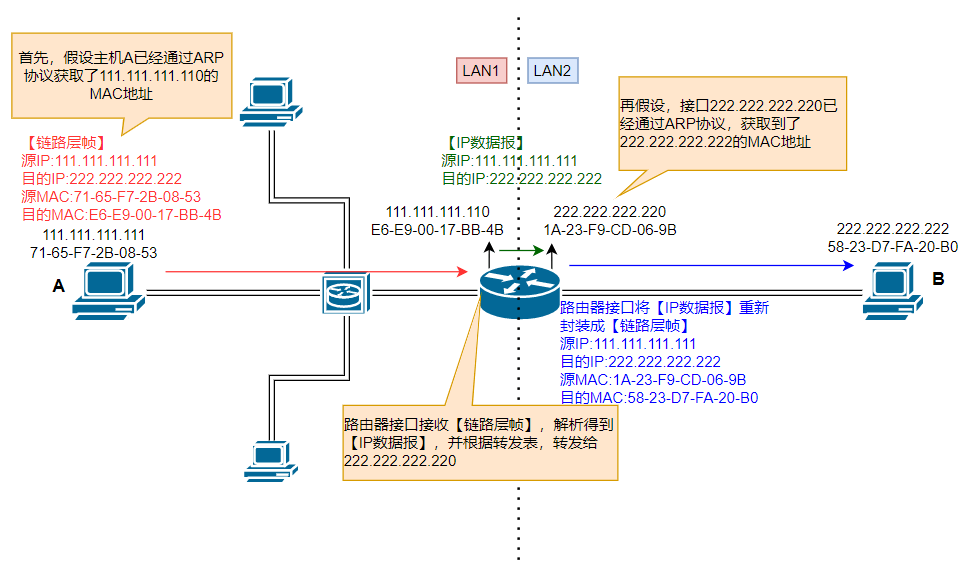 首先，假设主机A已经通过ARP
协议获取了111.111.111.110的
MAC地址
LAN1
LAN2
再假设，接口222.222.222.220已
经通过ARP协议，获取到了
222.222.222.222的MAC地址
【链路层帧】
源IP:111.111.111.111
目的IP:222.222.222.222
源MAC:71-65-F7-2B-08-53
目的MAC:E6-E9-00-17-BB-4B
【IP数据报】
源IP:111.111.111.111
目的IP:222.222.222.222
111.111.111.110
E6-E9-00-17-BB-4B
222.222.222.220
1A-23-F9-CD-06-9B
222.222.222.222
58-23-D7-FA-20-B0
111.111.111.111
71-65-F7-2B-08-53
A
B
路由器接口将【IP数据报】重新
封装成【链路层帧】
源IP:111.111.111.111
目的IP:222.222.222.222
源MAC:1A-23-F9-CD-06-9B
目的MAC:58-23-D7-FA-20-B0
路由器接口接收【链路层帧】，解析得到
【IP数据报】，并根据转发表，转发给
222.222.222.220